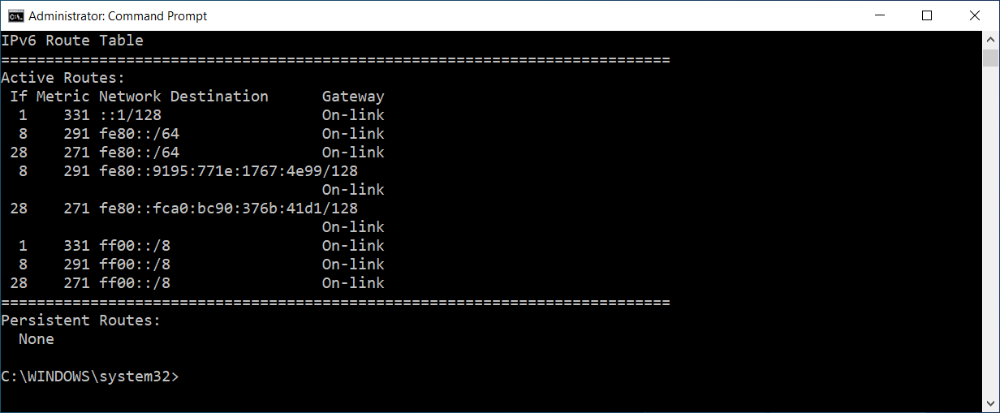 Administrator: Command Prompt
IPv6 Route Table
===========================================================================
Active Routes:
 If Metric Network Destination      Gateway
  1    331 ::1/128                  On-link
  8    291 fe80::/64                On-link
 28    271 fe80::/64                On-link
  8    291 fe80::9195:771e:1767:4e99/128
                                    On-link
 28    271 fe80::fca0:bc90:376b:41d1/128
                                    On-link
  1    331 ff00::/8                 On-link
  8    291 ff00::/8                 On-link
 28    271 ff00::/8                 On-link
===========================================================================
Persistent Routes:
  None
C:\WINDOWS\system32>